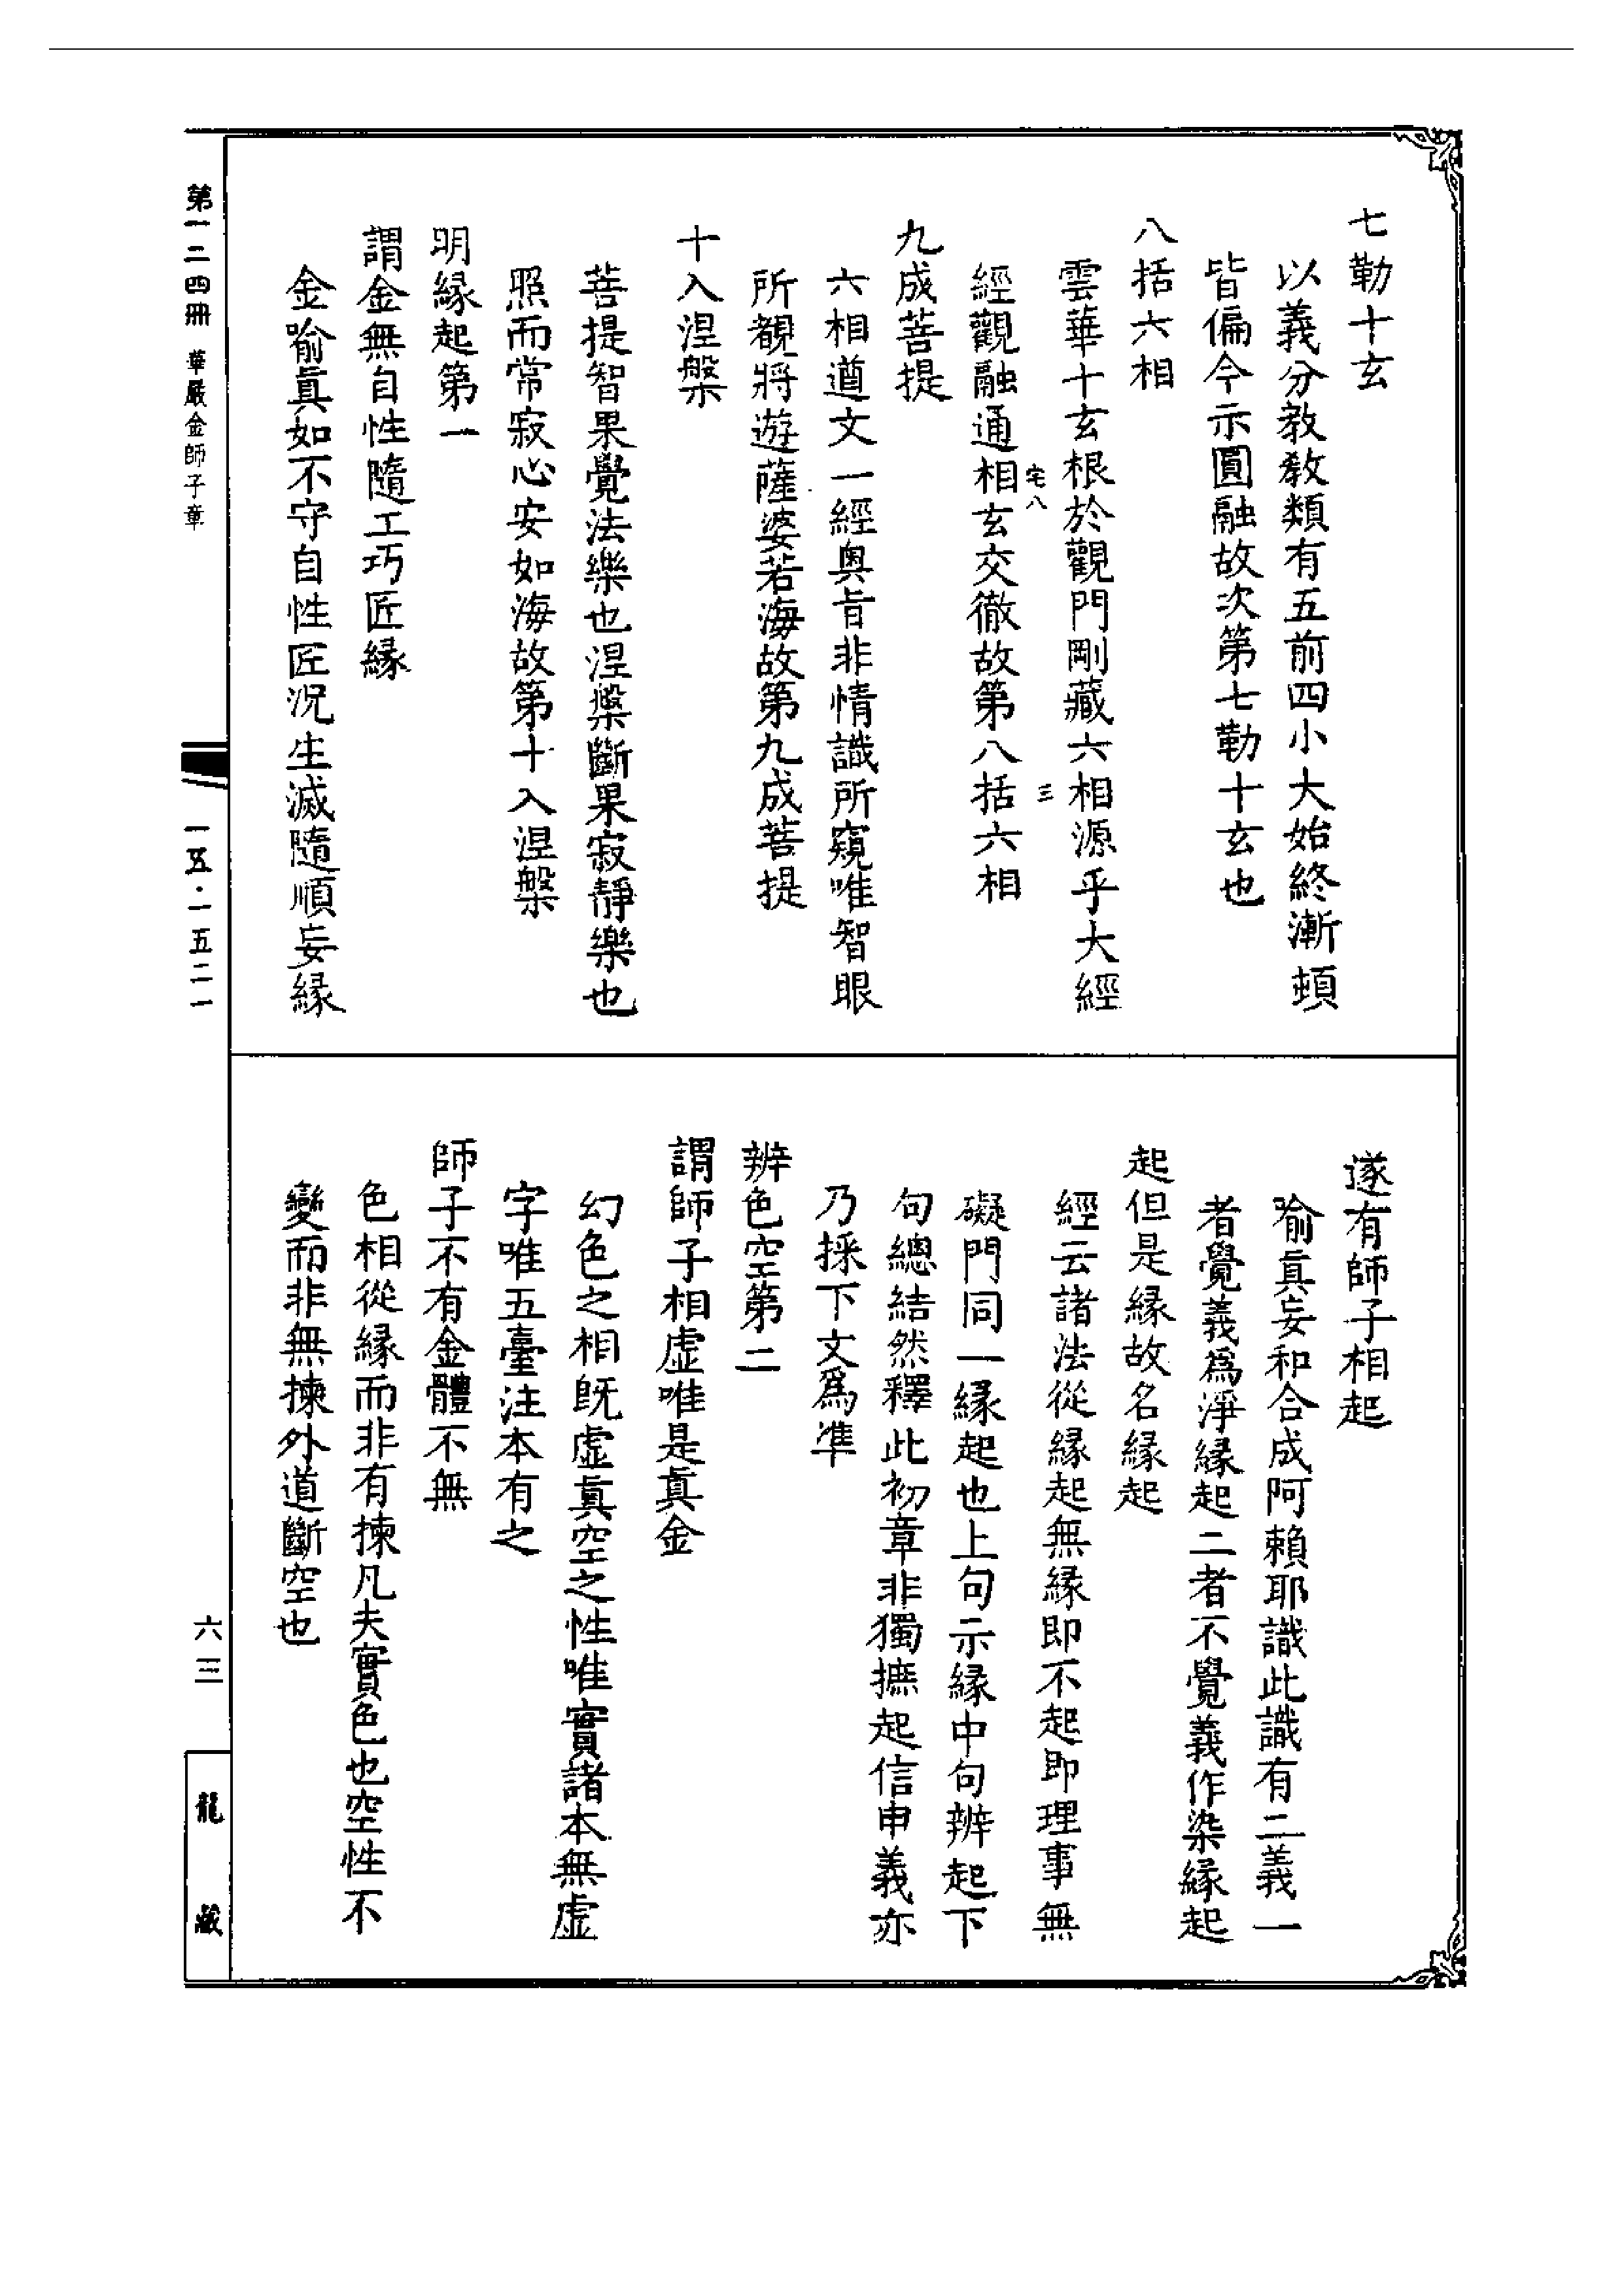 七勒十玄
以義分教教類有五前四小大始終漸頓
皆偏今示圓融故次第七勒十玄也
八括六相
雲華十玄根於觀門剛藏六相源乎大經
宅八
三
經觀融通相玄交徹故第八括六相
九成菩提
六相遒文一經奧旨非情識所窺唯智眼
所覩將遊薩婆若海故第九成菩提
十入涅槃
菩提智果覺法樂也涅槃斷果寂靜樂也
照而常寂心安如海故第十入涅槃
明緣起第一
謂金無自性隨工巧匠緣
金喻真如不守自性匠況生滅隨順妄緣
遂有師子相起
喻真妄和合成阿賴耶識此識有二義一
者覺義爲淨緣起二者不覺義作染緣起
起但是緣故名緣起
經云諸法從緣起無緣即不起即理事無
礙門同一緣起也上句示緣中句辨起下
句總結然釋此初章非獨摭起信申義亦
乃採下文爲準
辨色空第二
謂師子相虛唯是真金
幻色之相既虛真空之性唯實諸本無虛
字唯五臺注本有之
師子不有金體不無
色相從緣而非有揀凡夫實色也空性不
變而非無揀外道斷空也
第一二四冊 華嚴金師子章
一五五·一五二一
六三
龍藏